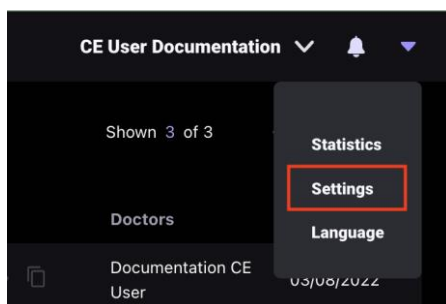 CE User Documentation
Shown 3 of 3
Statistics
Settings
Language
Doctors
Documentation CE
User
03/08/2022